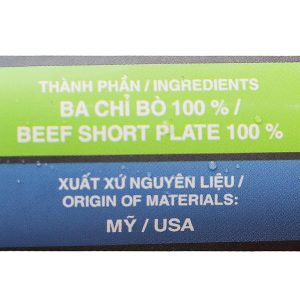 THÀNH PHẦN / INGREDIENTS
BA CHỈ BÒ 100 % /
BEEF SHORT PLATE 100 %
XUẤT XỨ NGUYÊN LIỆU /
ORIGIN OF MATERIALS:
MỸ / USA